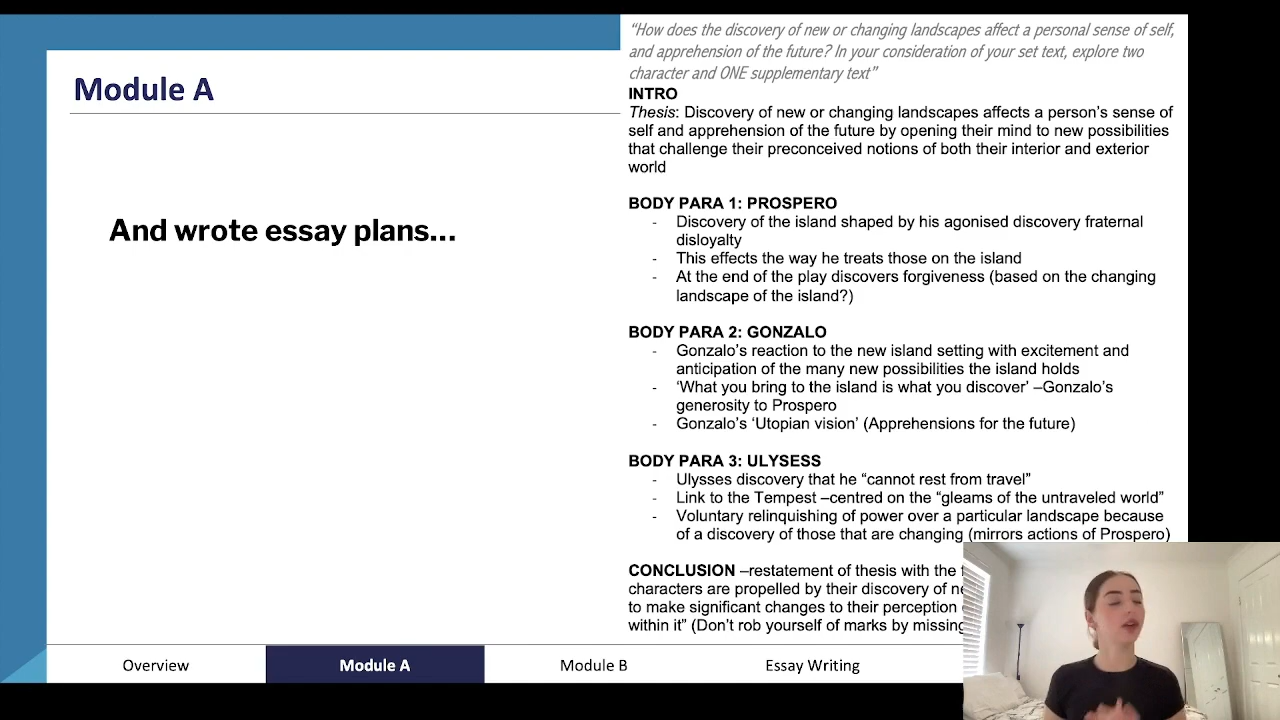 Module A
And wrote essay plans...
“How does the discovery of new or changing landscapes affect a personal sense of self,
and apprehension of the future? In your consideration of your set text, explore two
character and ONE supplementary text”
INTRO
Thesis: Discovery of new or changing landscapes affects a person’s sense of
self and apprehension of the future by opening their mind to new possibilities
that challenge their preconceived notions of both their interior and exterior
world
BODY PARA 1: PROSPERO
- Discovery of the island shaped by his agonised discovery fraternal
disloyalty
- This effects the way he treats those on the island
- At the end of the play discovers forgiveness (based on the changing
landscape of the island?)
BODY PARA 2: GONZALO
- Gonzalo’s reaction to the new island setting with excitement and
anticipation of the many new possibilities the island holds
- ‘What you bring to the island is what you discover’ –Gonzalo’s
generosity to Prospero
- Gonzalo’s ‘Utopian vision’ (Apprehensions for the future)
BODY PARA 3: ULYSESS
- Ulysses discovery that he “cannot rest from travel”
- Link to the Tempest –centred on the “gleams of the untraveled world”
- Voluntary relinquishing of power over a particular landscape because
of a discovery of those that are changing (mirrors actions of Prospero)
CONCLUSION –restatement of thesis with the
characters are propelled by their discovery of
to make significant changes to their perception
within it” (Don’t rob yourself of marks by missing
Overview
Module A
Module B
Essay Writing